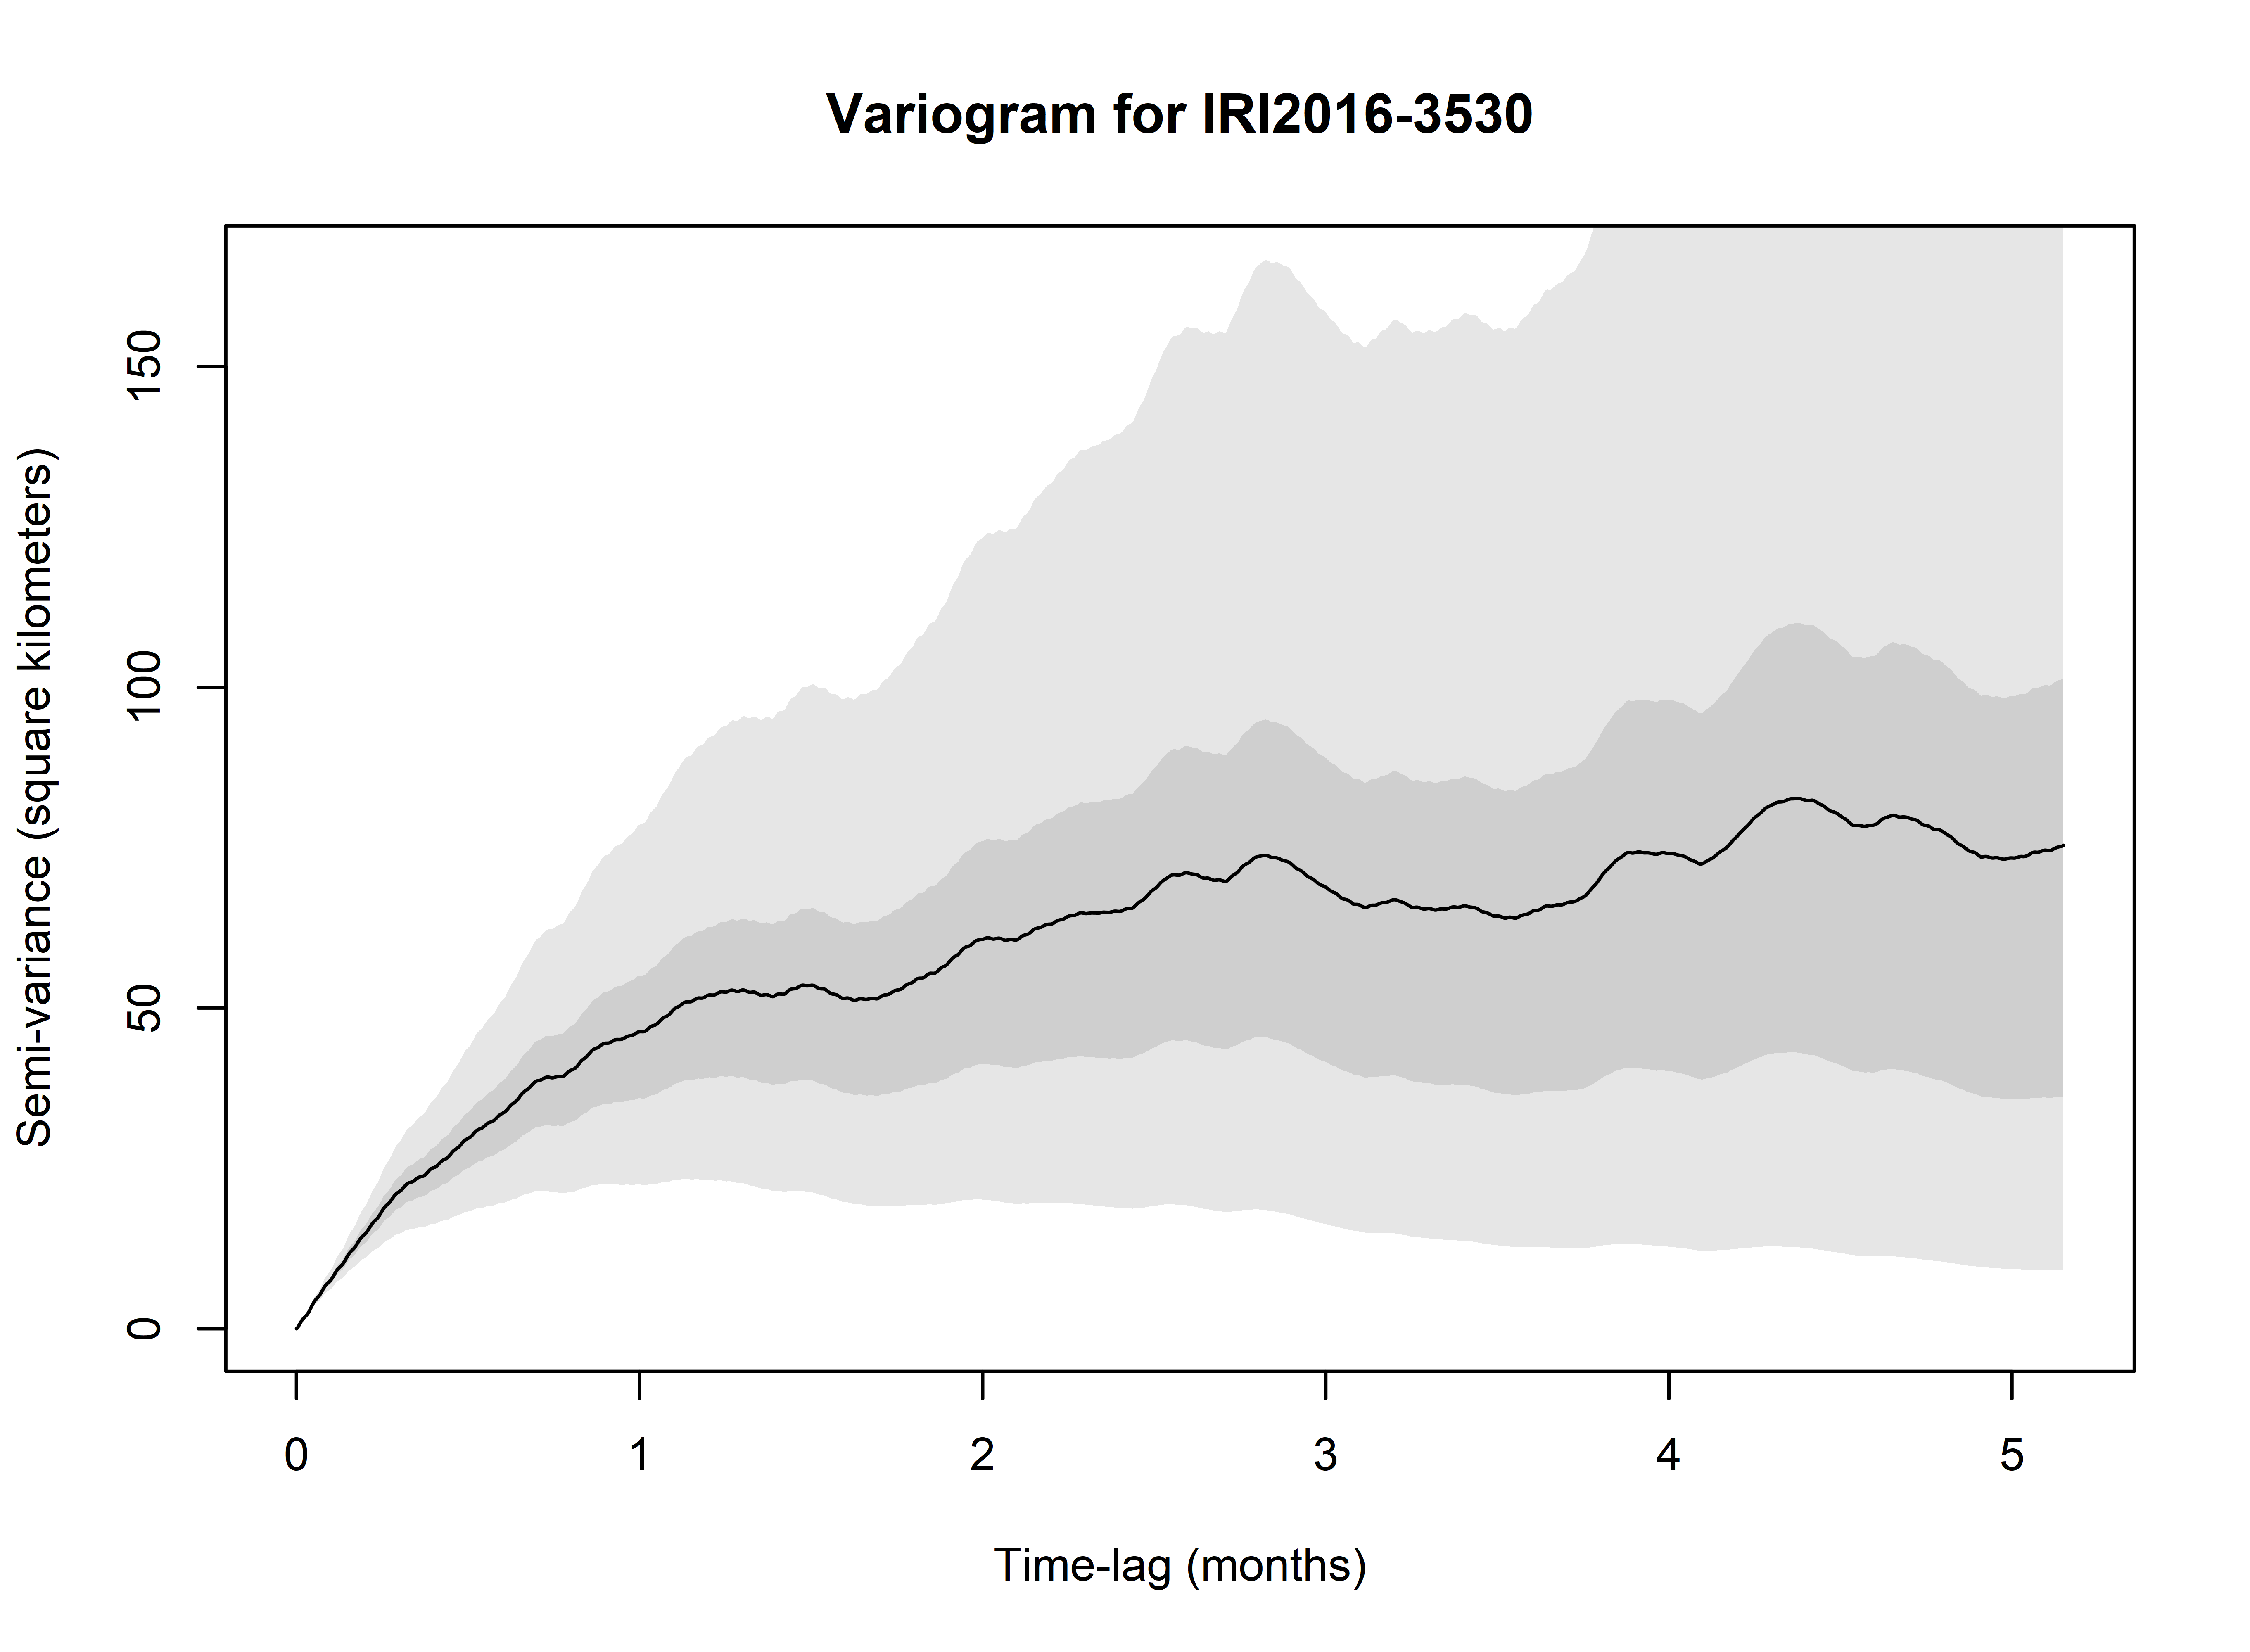 Variogram for IRI2016-3530
Semi-variance (square kilometers)
150
100
50
0
0 1 2 3 4 5
Time-lag (months)